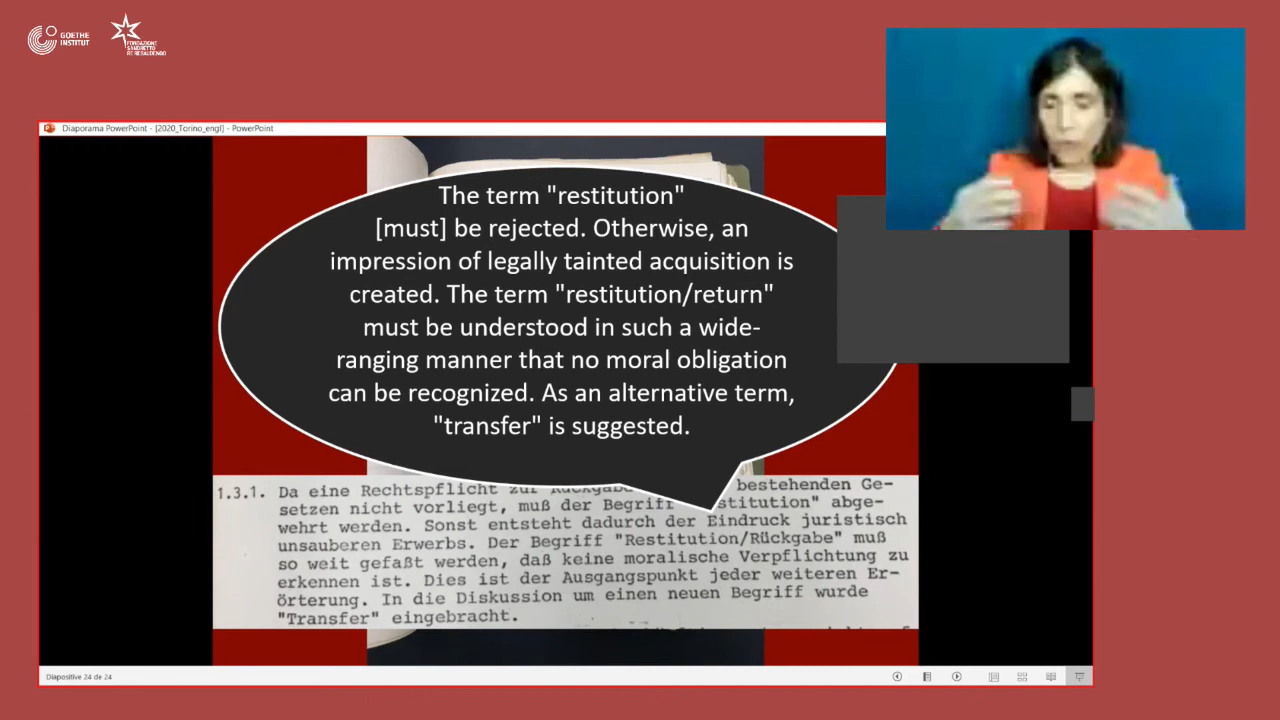 GOETHE
INSTITUT
FONDAZIONE
SANDRETTO
RE REBAUDENGO
Diaporama PowerPoint - [2020_Torino_engl] - PowerPoint
The term "restitution"
[must] be rejected. Otherwise, an
impression of legally tainted acquisition is
created. The term "restitution/return"
must be understood in such a wide-
ranging manner that no moral obligation
can be recognized. As an alternative term,
"transfer" is suggested.
1.3.1. Da eine Rechtspflicht zur bestehenden Ge-
setzen nicht vorliegt, muß der Begriff stitution" abge-
wehrt werden. Sonst entsteht dadurch der Eindruck juristisch
unsauberen Erwerbs. Der Begriff "Restitution/Rückgabe" muß
so weit gefaßt werden, daß keine moralische Verpflichtung zu
erkennen ist. Dies ist der Ausgangspunkt jeder weiteren Er-
örterung. In die Diskussion um einen neuen Begriff wurde
"Transfer" eingebracht.
Diapositive 24 de 24